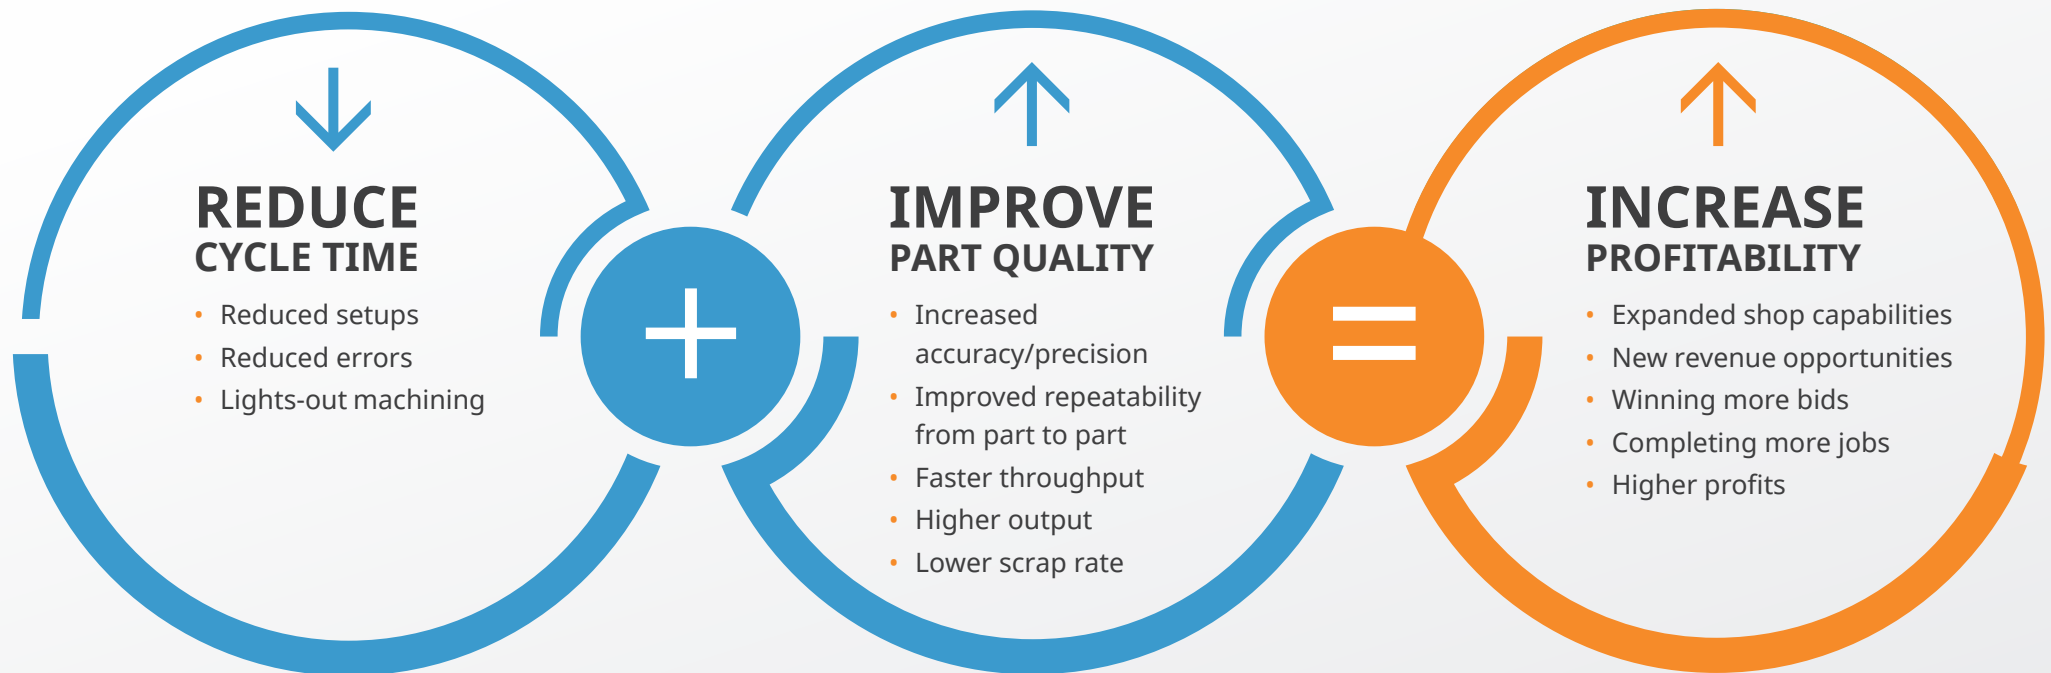 REDUCE
CYCLE TIME
• Reduced setups
• Reduced errors
• Lights-out machining
+
IMPROVE
PART QUALITY
• Increased
accuracy/precision
• Improved repeatability
from part to part
• Faster throughput
• Higher output
• Lower scrap rate
=
INCREASE
PROFITABILITY
• Expanded shop capabilities
• New revenue opportunities
• Winning more bids
• Completing more jobs
• Higher profits